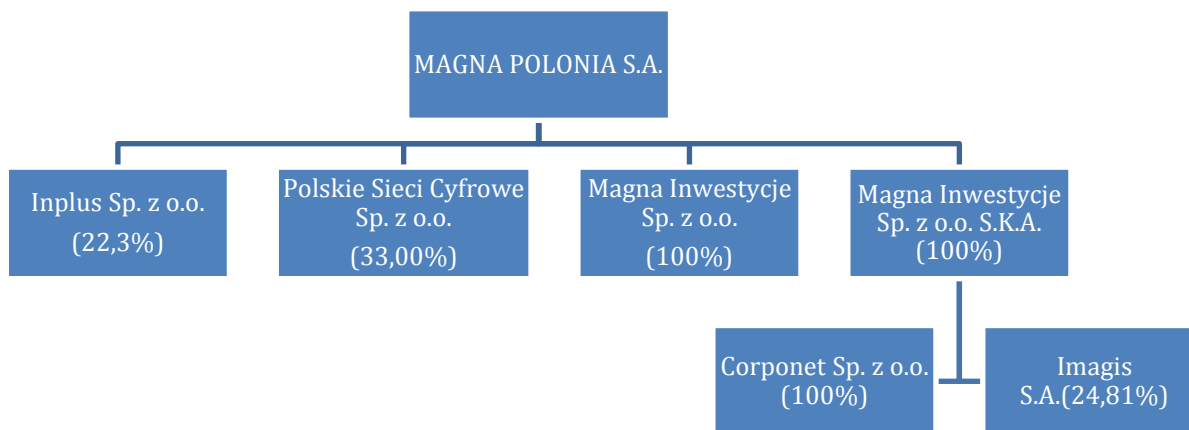 MAGNA POLONIA S.A.
Inplus Sp. z o.o.
(22,3%)
Polskie Sieci Cyfrowe
Sp. z o.o.
(33,00%)
Magna Inwestycje
Sp. z o.o.
(100%)
Magna Inwestycje
Sp. z o.o. S.K.A.
(100%)
Corponet Sp. z o.o.
(100%)
Imagis
S.A.(24,81%)